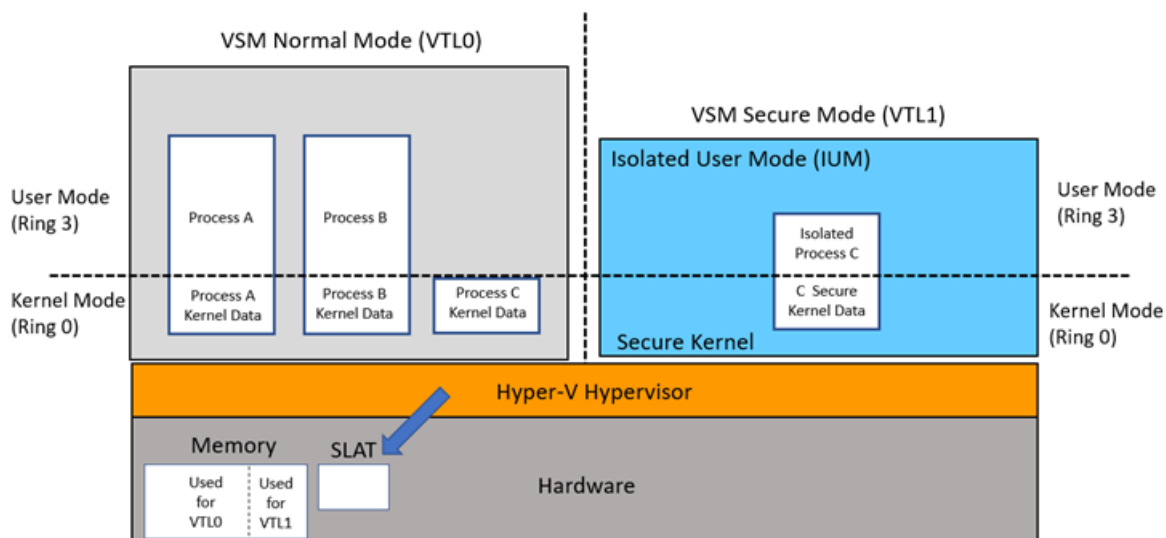 VSM Normal Mode (VTL0)
VSM Secure Mode (VTL1)
User Mode
(Ring 3)
Process A
Process B
Isolated User Mode (IUM)
Isolated
Process C
User Mode
(Ring 3)
Kernel Mode
(Ring 0)
Process A
Kernel Data
Process B
Kernel Data
Process C
Kernel Data
C Secure
Kernel Data
Secure Kernel
Kernel Mode
(Ring 0)
Hyper-V Hypervisor
Memory
SLAT
Used
for
VTL0
Used
for
VTL1
Hardware